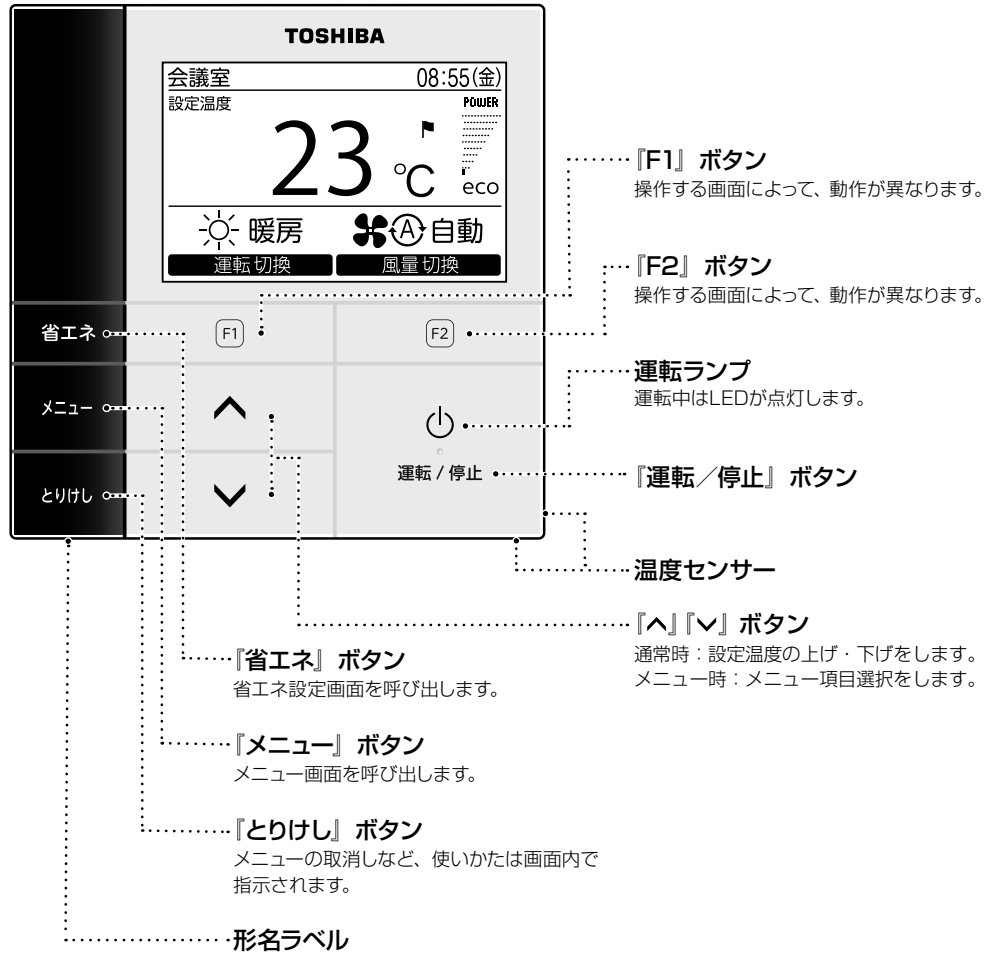 TOSHIBA
会議室 08:55(金)
設定温度 POWER
23 ℃
eco
暖房 A 自動
運転切換 風量切換
省エネ F1 F2
メニュー
運転 / 停止
とりけし
『F1』ボタン
操作する画面によって、動作が異なります。
『F2』ボタン
操作する画面によって、動作が異なります。
運転ランプ
運転中はLEDが点灯します。
『運転／停止』ボタン
温度センサー
『∧』『∨』ボタン
通常時：設定温度の上げ・下げをします。
メニュー時：メニュー項目選択をします。
『省エネ』ボタン
省エネ設定画面を呼び出します。
『メニュー』ボタン
メニュー画面を呼び出します。
『とりけし』ボタン
メニューの取消しなど、使いかたは画面内で
指示されます。
形名ラベル